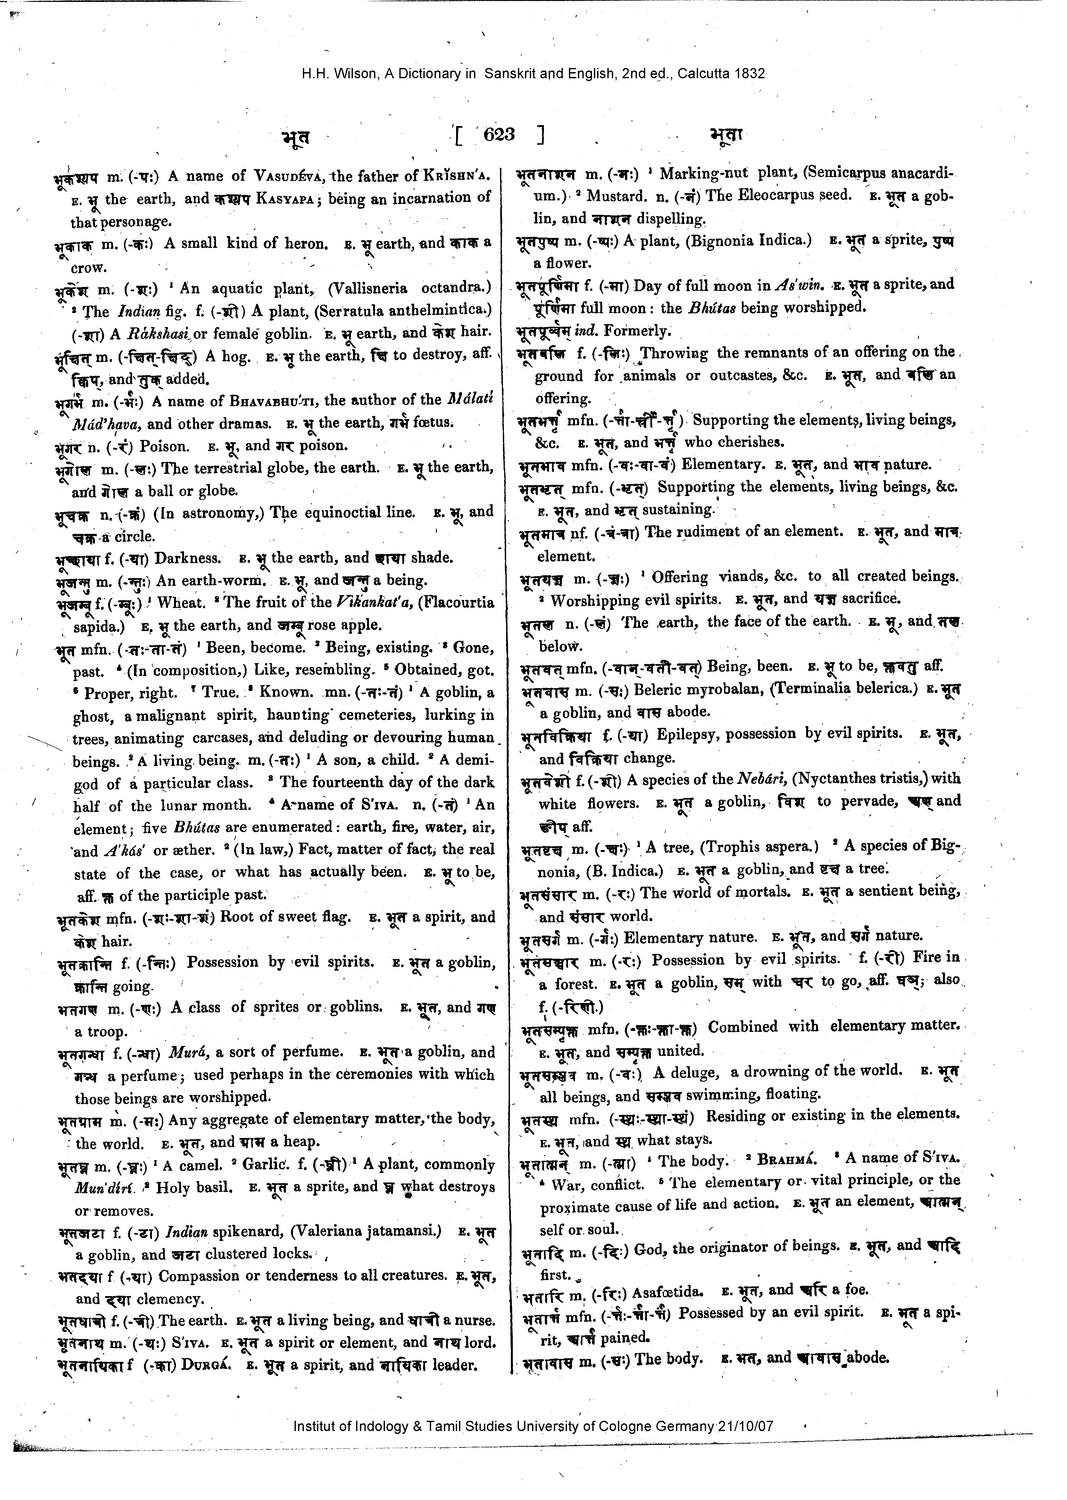 H.H. Wilson, A Dictionary in Sanskrit and English, 2nd ed., Calcutta 1832
भूत [ 623 ] भूता
भूकश्यप m. (-पः) A name of VASUDÉVA, the father of KRĬSHN'A.
E. भू the earth, and कश्यप KASYAPA; being an incarnation of
that personage.
भूकाक m. (-कः) A small kind of heron. E. भू earth, and काक a
crow.
भूकेश m. (-शः) ¹ An aquatic plant, (Vallisneria octandra.)
² The Indian fig. f. (-शी) A plant, (Serratula anthelmintica.)
(-शा) A Rákshasi or female goblin. E. भू earth, and केश hair.
भूचित् m. (-चित्-चिद्) A hog. E. भू the earth, चि to destroy, aff.
क्विप्, and तुक् added.
भूगर्भ m. (-र्भः) A name of BHAVABHU'TI, the author of the Málati
Mád'hava, and other dramas. E. भू the earth, गर्भ fœtus.
भूगर n. (-रं) Poison. E. भू, and गर poison.
भूगोल m. (-लः) The terrestrial globe, the earth. E. भू the earth,
and गोल a ball or globe.
भूचक्र n. (-क्रं) (In astronomy,) The equinoctial line. E. भू, and
चक्र a circle.
भूच्छाया f. (-या) Darkness. E. भू the earth, and छाया shade.
भूजन्तु m. (-न्तुः) An earth-worm. E. भू, and जन्तु a being.
भूजम्बू f. (-म्बूः) ¹ Wheat. ² The fruit of the Vikankat'a, (Flacourtia
sapida.) E. भू the earth, and जम्बू rose apple.
भूत mfn. (-तः-ता-तं) ¹ Been, become. ² Being, existing. ³ Gone,
past. ⁴ (In composition,) Like, resembling. ⁵ Obtained, got.
⁶ Proper, right. ⁷ True. ⁸ Known. mn. (-तः-तं) ¹ A goblin, a
ghost, a malignant spirit, haunting cemeteries, lurking in
trees, animating carcases, and deluding or devouring human
beings. ² A living being. m. (-तः) ¹ A son, a child. ² A demi-
god of a particular class. ³ The fourteenth day of the dark
half of the lunar month. ⁴ A name of S'IVA. n. (-तं) ¹ An
element; five Bhútas are enumerated: earth, fire, water, air,
and A'kás' or æther. ² (In law,) Fact, matter of fact, the real
state of the case, or what has actually been. E. भू to be,
aff. क्त of the participle past.
भूतकेश mfn. (-शः-शा-शं) Root of sweet flag. E. भूत a spirit, and
केश hair.
भूतक्रान्ति f. (-न्तिः) Possession by evil spirits. E. भूत a goblin,
क्रान्ति going.
भतगण m. (-णः) A class of sprites or goblins. E. भूत, and गण
a troop.
भूतगन्धा f. (-न्धा) Murá, a sort of perfume. E. भूत a goblin, and
गन्ध a perfume; used perhaps in the ceremonies with which
those beings are worshipped.
भूतग्राम m. (-मः) Any aggregate of elementary matter, the body,
the world. E. भूत, and ग्राम a heap.
भूतघ्न m. (-घ्नः) ¹ A camel. ² Garlic. f. (-घ्नी) ¹ A plant, commonly
Mun'dirí. ² Holy basil. E. भूत a sprite, and घ्न what destroys
or removes.
भूतजटा f. (-टा) Indian spikenard, (Valeriana jatamansi.) E. भूत
a goblin, and जटा clustered locks.
भतदया f (-या) Compassion or tenderness to all creatures. E. भूत,
and दया clemency.
भूतधात्री f. (-त्री) The earth. E. भूत a living being, and धात्री a nurse.
भूतनाथ m. (-थः) S'IVA. E. भूत a spirit or element, and नाथ lord.
भूतनायिका f (-का) DURGÁ. E. भूत a spirit, and नायिका leader.
भूतनाशन m. (-नः) ¹ Marking-nut plant, (Semicarpus anacardi-
um.) ² Mustard. n. (-नं) The Eleocarpus seed. E. भूत a gob-
lin, and नाशन dispelling.
भूतपुष्प m. (-ष्पः) A plant, (Bignonia Indica.) E. भूत a sprite, पुष्प
a flower.
भूतपूर्णिमा f. (-मा) Day of full moon in As'win. E. भूत a sprite, and
पूर्णिमा full moon: the Bhútas being worshipped.
भूतपूर्व्वम् ind. Formerly.
भूतबलि f. (-लिः) Throwing the remnants of an offering on the
ground for animals or outcastes, &c. E. भूत, and बलि an
offering.
भूतभर्त्तृ mfn. (-र्त्ता-र्त्त्री-र्त्तृ) Supporting the elements, living beings,
&c. E. भूत, and भर्त्तृ who cherishes.
भूतभाव mfn. (-वः-वा-वं) Elementary. E. भूत, and भाव nature.
भूतभृत् mfn. (-भृत्) Supporting the elements, living beings, &c.
E. भूत, and भृत् sustaining.
भूतमात्र nf. (-त्रं-त्रा) The rudiment of an element. E. भूत, and मात्र
element.
भूतयज्ञ m. (-ज्ञः) ¹ Offering viands, &c. to all created beings.
² Worshipping evil spirits. E. भूत, and यज्ञ sacrifice.
भूतल n. (-लं) The earth, the face of the earth. E. भू, and तल
below.
भूतवत् mfn. (-वान्-वती-वत्) Being, been. E. भू to be, क्तवतु aff.
भूतवास m. (-सः) Beleric myrobalan, (Terminalia belerica.) E. भूत
a goblin, and वास abode.
भूतविक्रिया f. (-या) Epilepsy, possession by evil spirits. E. भूत,
and विक्रिया change.
भूतवेशी f. (-शी) A species of the Nebári, (Nyctanthes tristis,) with
white flowers. E. भूत a goblin, विश to pervade, अण् and
ङीप् aff.
भूतवृक्ष m. (-क्षः) ¹ A tree, (Trophis aspera.) ² A species of Big-
nonia, (B. Indica.) E. भूत a goblin, and वृक्ष a tree.
भूतसंसार m. (-रः) The world of mortals. E. भूत a sentient being,
and संसार world.
भूतसर्ग m. (-र्गः) Elementary nature. E. भूत, and सर्ग nature.
भूतसञ्चार m. (-रः) Possession by evil spirits. f. (-री) Fire in
a forest. E. भूत a goblin, सम् with चर to go, aff. घञ्; also
f. (-रिणी.)
भूतसम्पृक्त mfn. (-क्तः-क्ता-क्तं) Combined with elementary matter.
E. भूत, and सम्पृक्त united.
भूतसम्प्लव m. (-वः) A deluge, a drowning of the world. E. भूत
all beings, and सम्प्लव swimming, floating.
भूतस्थ mfn. (-स्थः-स्था-स्थं) Residing or existing in the elements.
E. भूत, and स्थ what stays.
भूतात्मन् m. (-त्मा) ¹ The body. ² BRAHMÁ. ³ A name of S'IVA.
⁴ War, conflict. ⁵ The elementary or vital principle, or the
proximate cause of life and action. E. भूत an element, आत्मन्
self or soul.
भूतादि m. (-दिः) God, the originator of beings. E. भूत, and आदि
first.
भूतारि m. (-रिः) Asafœtida. E. भूत, and अरि a foe.
भूतार्त्त mfn. (-र्त्तः-र्त्ता-र्त्तं) Possessed by an evil spirit. E. भूत a spi-
rit, आर्त्त pained.
भूतावास m. (-सः) The body. E. भत, and आवास abode.
Institut of Indology & Tamil Studies University of Cologne Germany 21/10/07